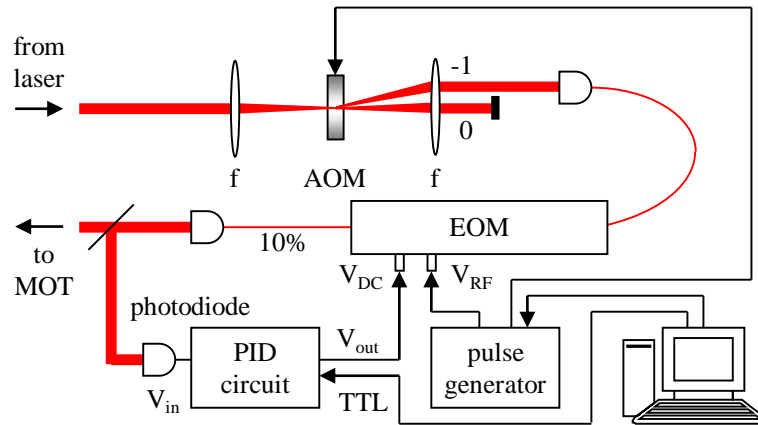 from
laser
-1
0
f
AOM
f
EOM
10%
to
MOT
V_DC
V_RF
photodiode
V_in
PID
circuit
V_out
TTL
pulse
generator